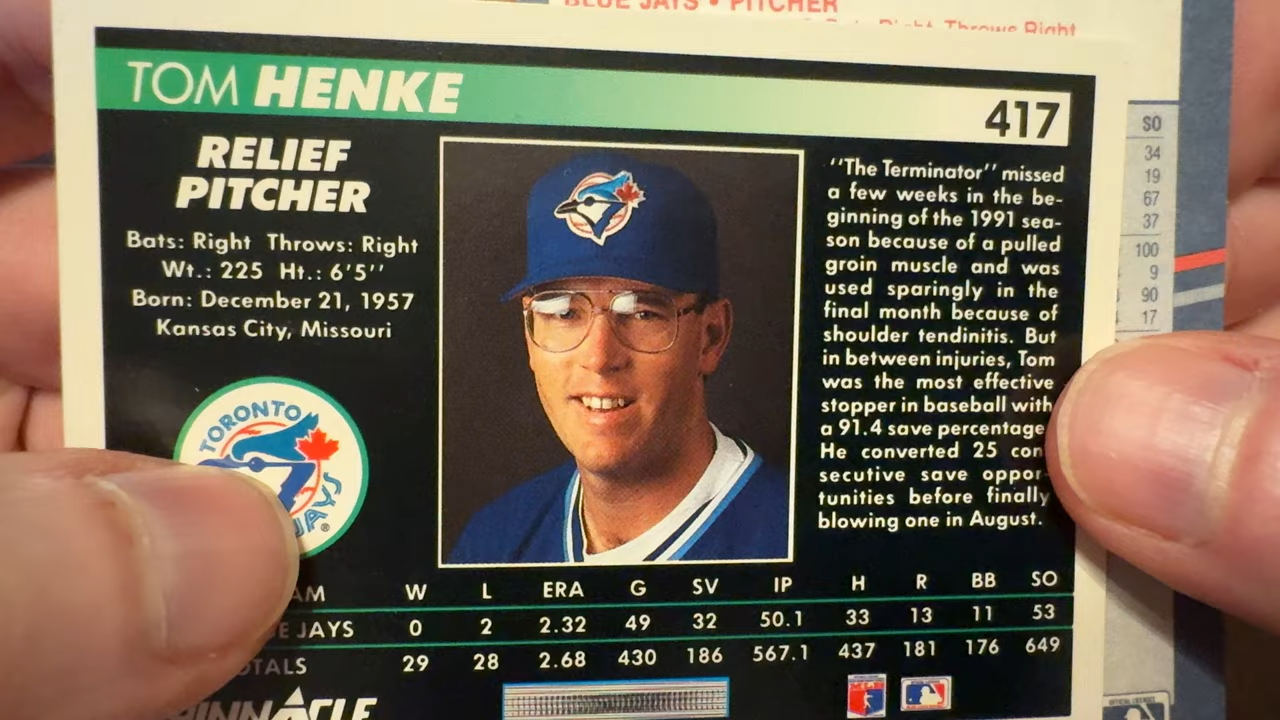 BLUE JAYS • PITCHER
Throws Right
TOM HENKE
417
RELIEF
PITCHER
Bats: Right Throws: Right
Wt.: 225 Ht.: 6'5''
Born: December 21, 1957
Kansas City, Missouri
TORONTO
JAYS
®
''The Terminator'' missed
a few weeks in the be-
ginning of the 1991 sea-
son because of a pulled
groin muscle and was
used sparingly in the
final month because of
shoulder tendinitis. But
in between injuries, Tom
was the most effective
stopper in baseball with
a 91.4 save percentage
He converted 25 con
secutive save oppor-
tunities before finally
blowing one in August.
SO
34
19
67
37
100
9
90
17
W L ERA G SV IP H R BB SO
JAYS 0 2 2.32 49 32 50.1 33 13 11 53
29 28 2.68 430 186 567.1 437 181 176 649
PINNACLE